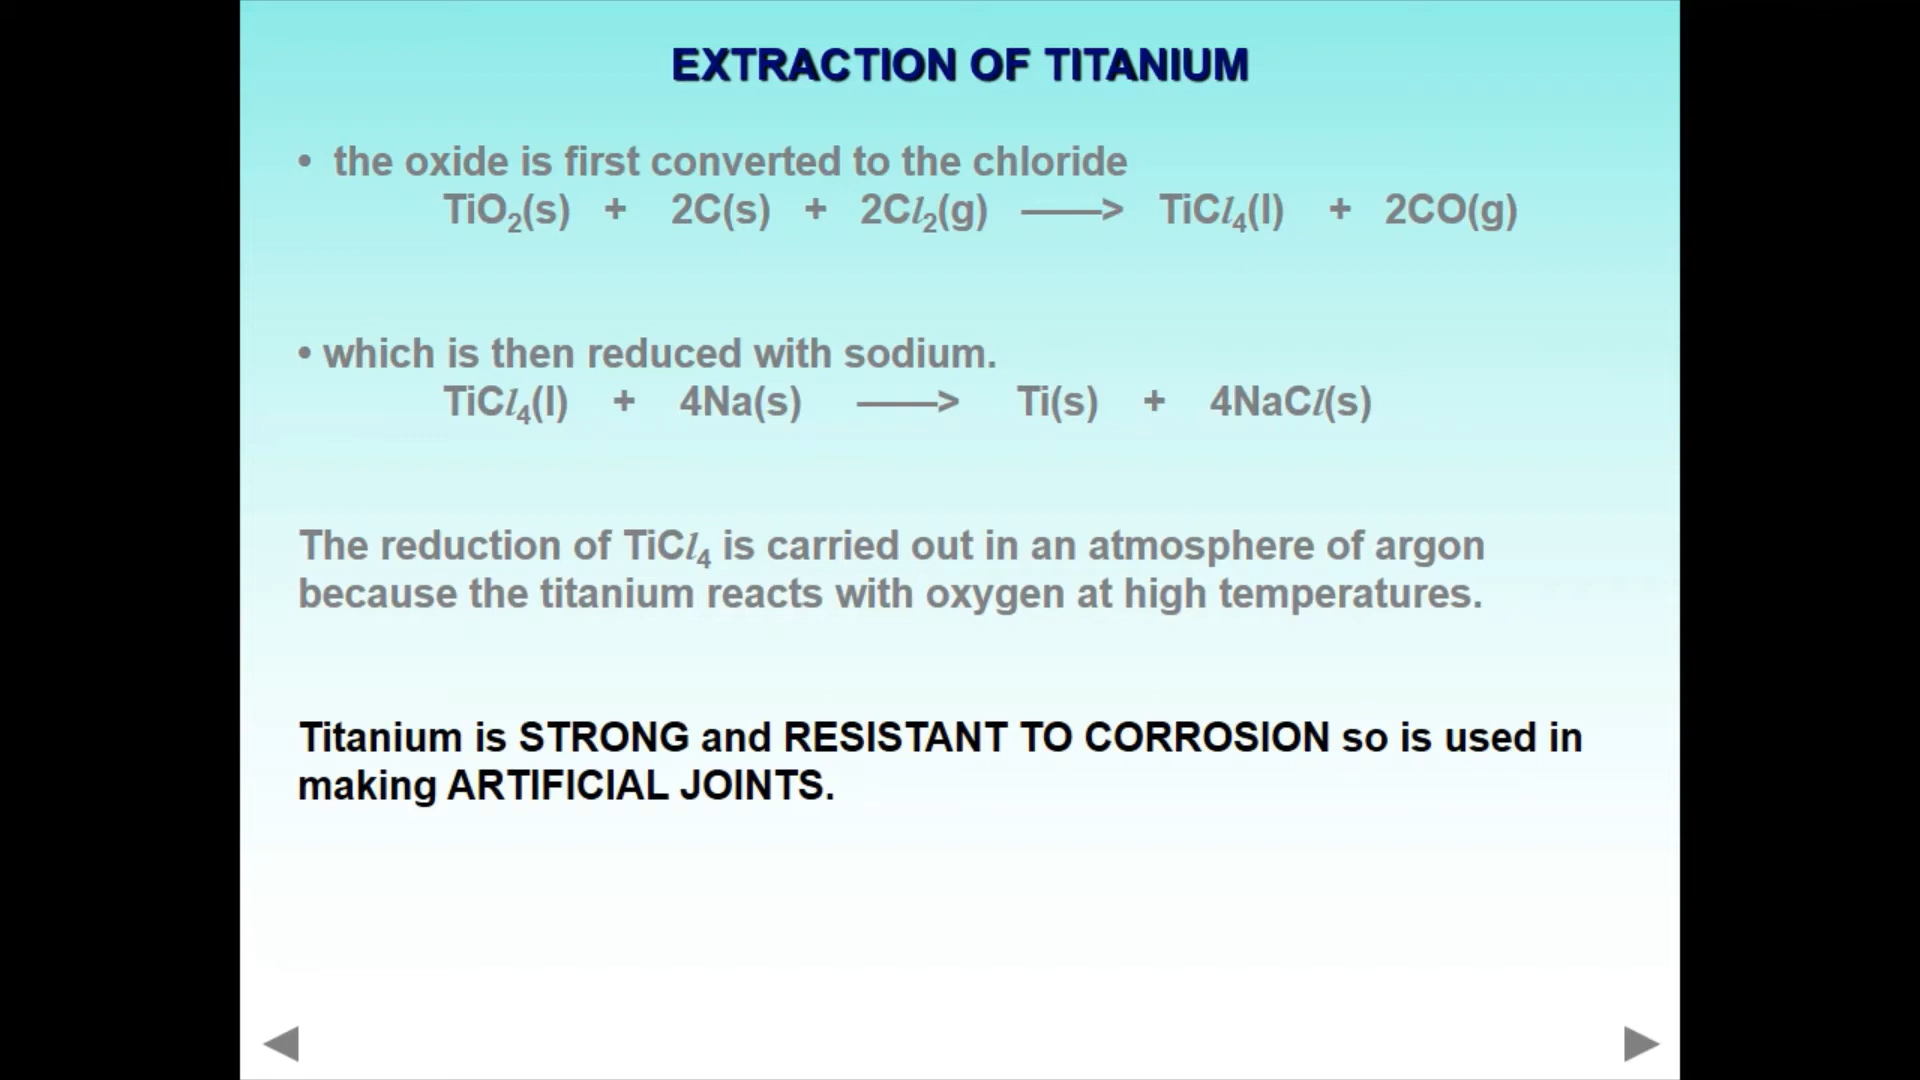 EXTRACTION OF TITANIUM
• the oxide is first converted to the chloride
TiO₂(s) + 2C(s) + 2Cl₂(g) ——> TiCl₄(l) + 2CO(g)
• which is then reduced with sodium.
TiCl₄(l) + 4Na(s) ——> Ti(s) + 4NaCl(s)
The reduction of TiCl₄ is carried out in an atmosphere of argon
because the titanium reacts with oxygen at high temperatures.
Titanium is STRONG and RESISTANT TO CORROSION so is used in
making ARTIFICIAL JOINTS.